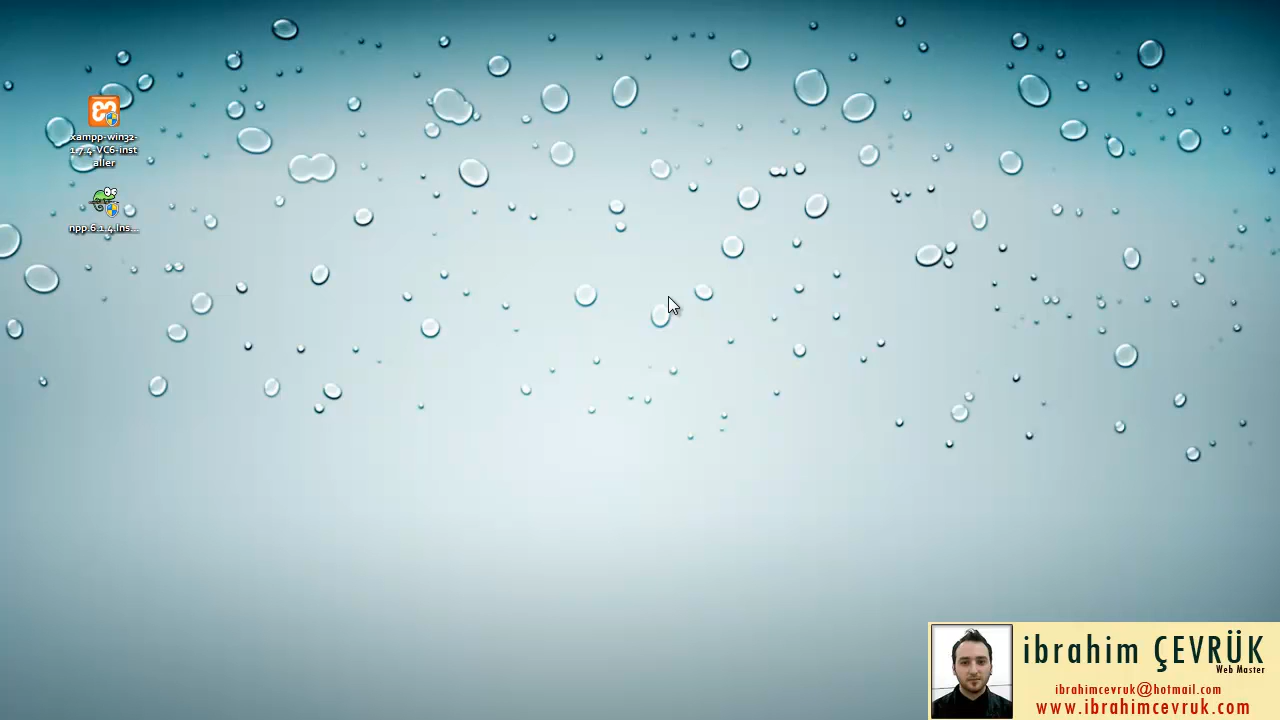 xampp-win32-
1.7.4-VC6-inst
aller
npp.6.1.4.Ins...
ibrahim ÇEVRÜK
Web Master
ibrahimcevruk@hotmail.com
www.ibrahimcevruk.com